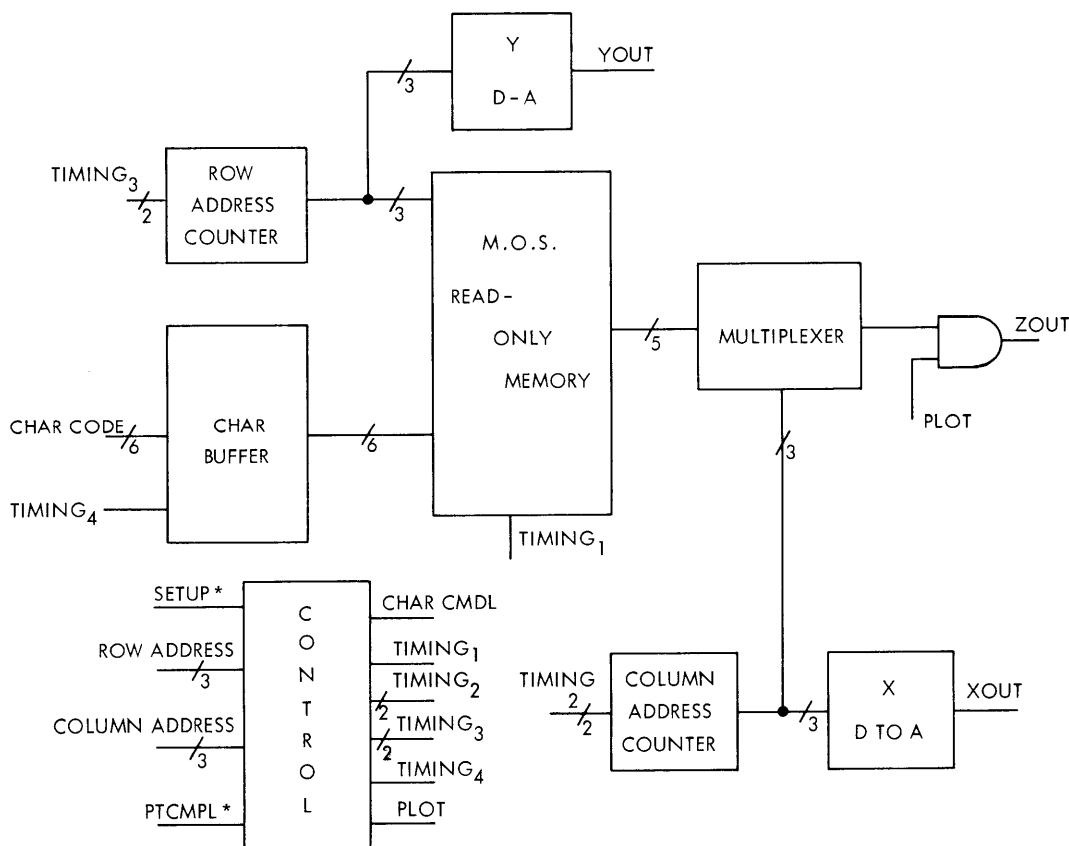 Y
D-A
YOUT
3
TIMING3
2
ROW
ADDRESS
COUNTER
3
M.O.S.
READ-
ONLY
MEMORY
5
MULTIPLEXER
ZOUT
PLOT
CHAR CODE
6
CHAR
BUFFER
6
TIMING4
TIMING1
3
SETUP *
ROW ADDRESS
3
COLUMN ADDRESS
3
PTCMPL *
CONTROL
CHAR CMDL
TIMING1
TIMING2
2
TIMING3
2
TIMING4
PLOT
TIMING2
2
COLUMN
ADDRESS
COUNTER
3
X
D TO A
XOUT